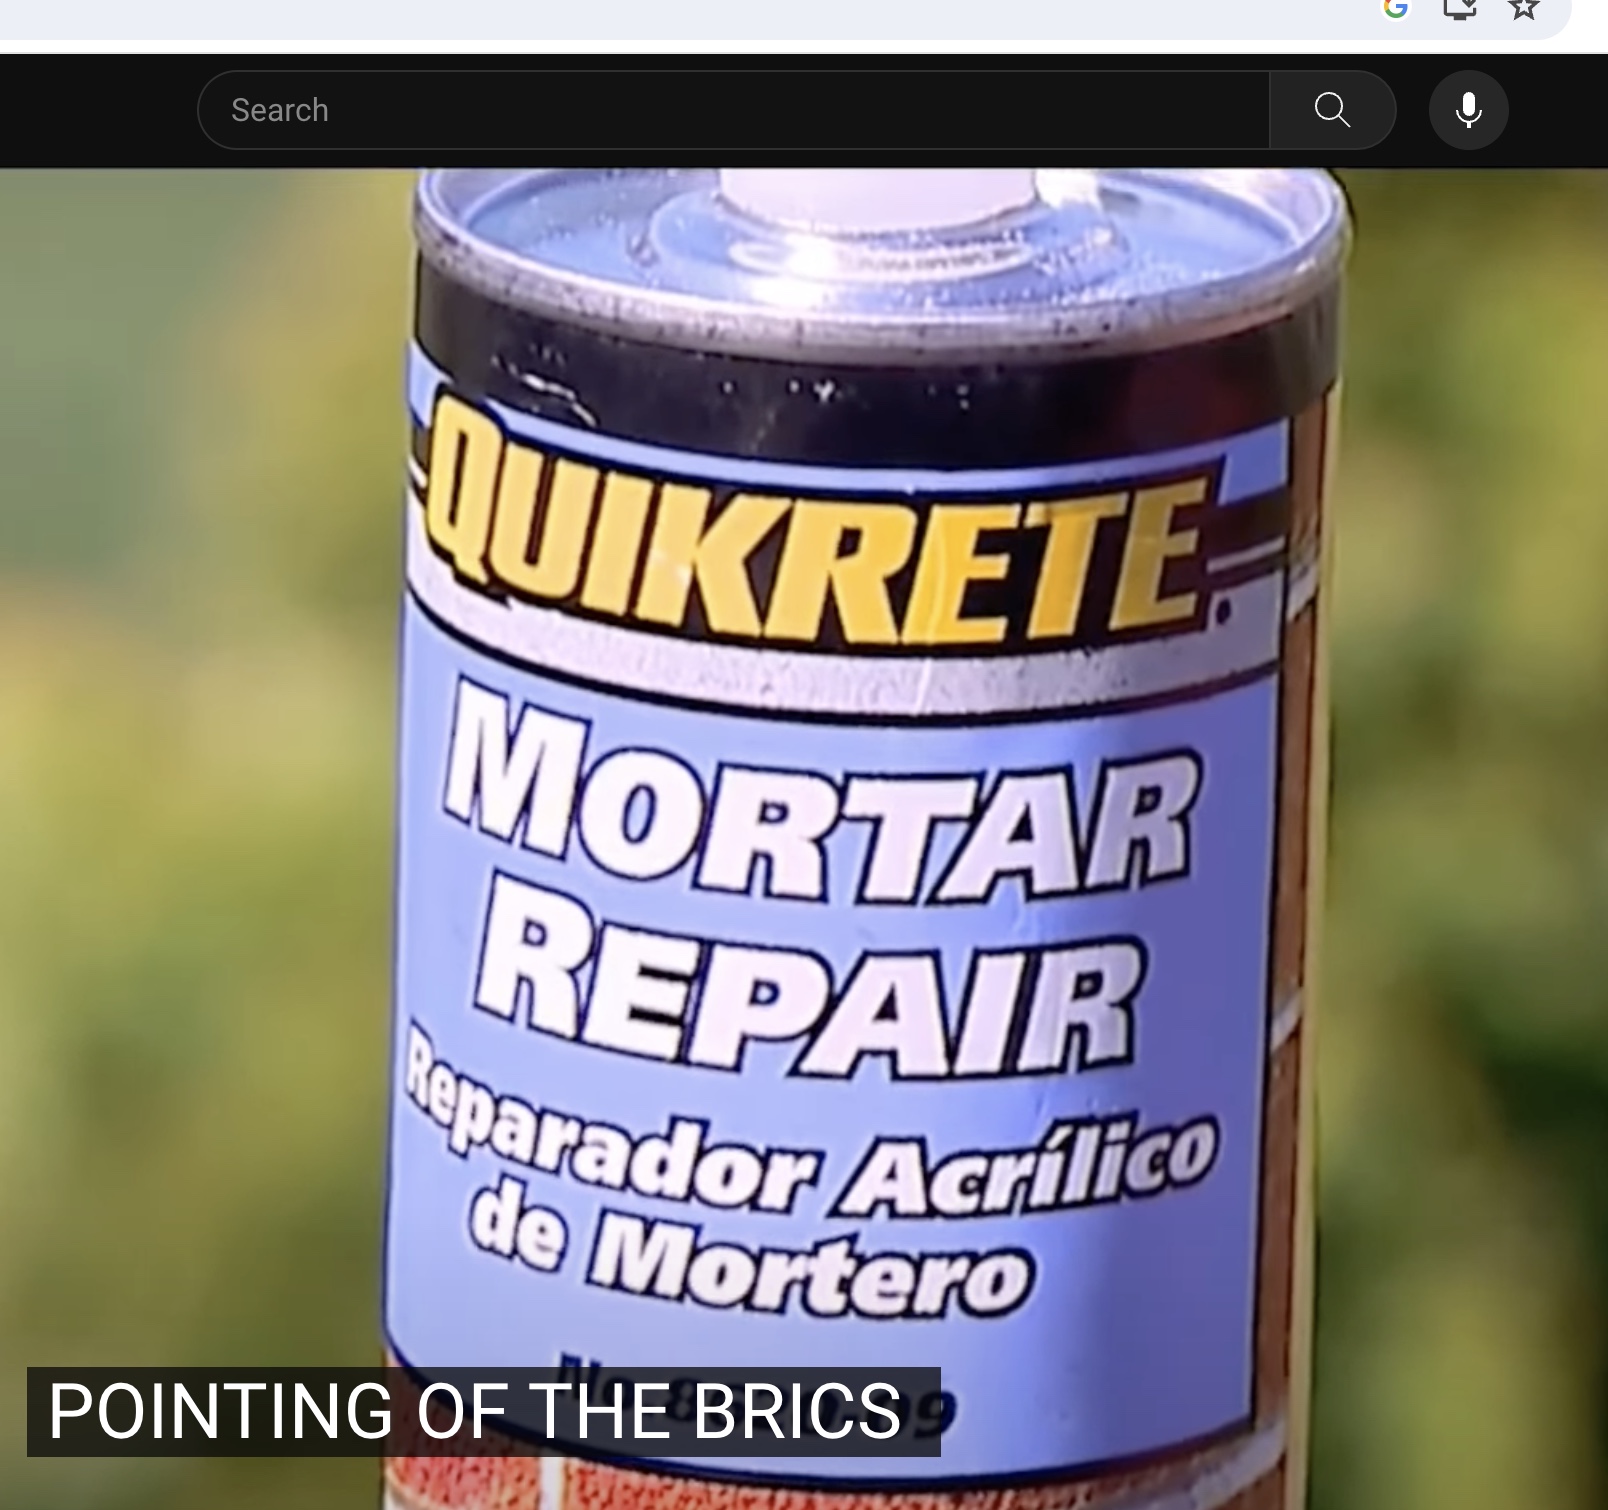 Search
QUIKRETE
MORTAR
REPAIR
Reparador Acrílico
de Mortero
POINTING OF THE BRICS